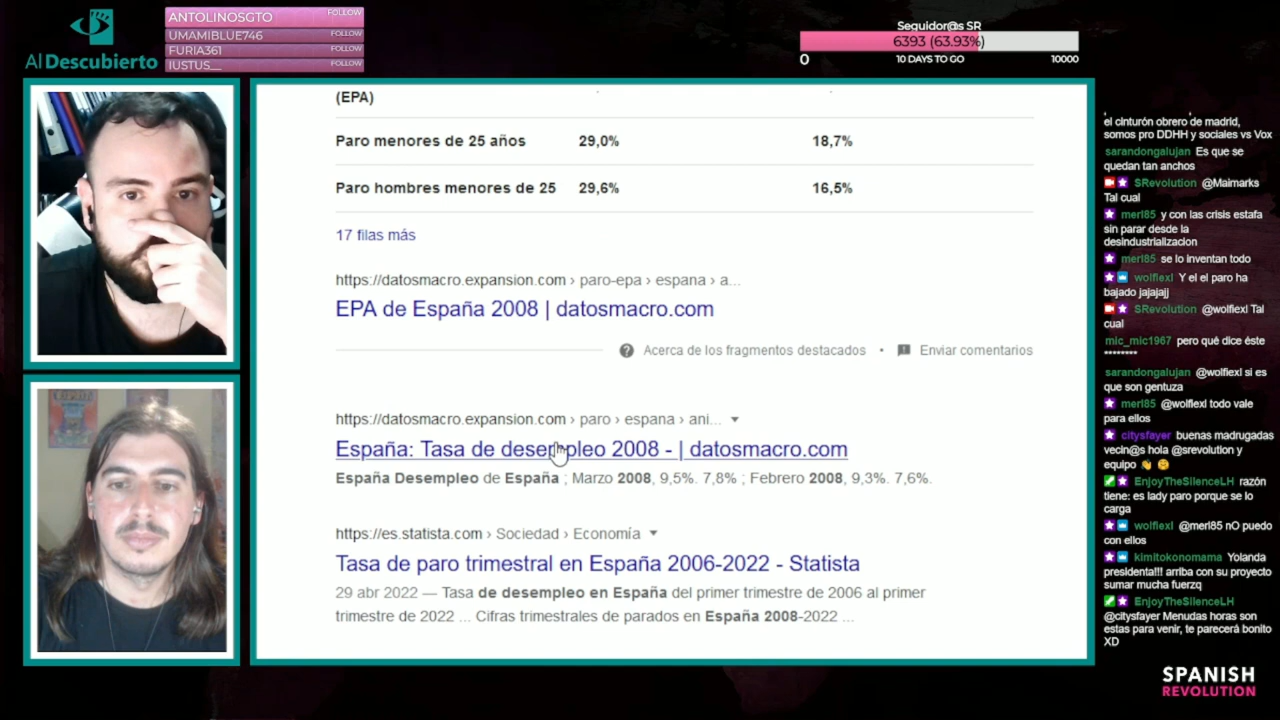 Al Descubierto
ANTOLINOSGTO FOLLOW
UMAMIBLUE746 FOLLOW
FURIA361 FOLLOW
IUSTUS__ FOLLOW
Seguidor@s SR
6393 (63.93%)
0 10 DAYS TO GO 10000
(EPA)
Paro menores de 25 años 29,0% 18,7%
Paro hombres menores de 25 29,6% 16,5%
17 filas más
https://datosmacro.expansion.com › paro-epa › espana › a...
EPA de España 2008 | datosmacro.com
Acerca de los fragmentos destacados • Enviar comentarios
https://datosmacro.expansion.com › paro › espana › ani...
España: Tasa de desempleo 2008 - | datosmacro.com
España Desempleo de España ; Marzo 2008, 9,5%. 7,8% ; Febrero 2008, 9,3%. 7,6%.
https://es.statista.com › Sociedad › Economía
Tasa de paro trimestral en España 2006-2022 - Statista
29 abr 2022 — Tasa de desempleo en España del primer trimestre de 2006 al primer
trimestre de 2022 ... Cifras trimestrales de parados en España 2008-2022 ...
el cinturón obrero de madrid,
somos pro DDHH y sociales vs Vox
sarandongalujan Es que se
quedan tan anchos
SRevolution @Maimarks
Tal cual
merl85 y con las crisis estafa
sin parar desde la
desindustrializacion
merl85 se lo inventan todo
wolfiexl Y el el paro ha
bajado jajajajj
SRevolution @wolfiexl Tal
cual
mic_mic1967 pero qué dice éste
********
sarandongalujan @wolfiexl si es
que son gentuza
merl85 @wolfiexl todo vale
para ellos
citysfayer buenas madrugadas
vecin@s hola @srevolution y
equipo 👋 😊
EnjoyTheSilenceLH razón
tiene: es lady paro porque se lo
carga
wolfiexl @merl85 nO puedo
con ellos
kimitokonomama Yolanda
presidenta!!! arriba con su proyecto
sumar mucha fuerzq
EnjoyTheSilenceLH
@citysfayer Menudas horas son
estas para venir, te parecerá bonito
XD
SPANISH
REVOLUTION